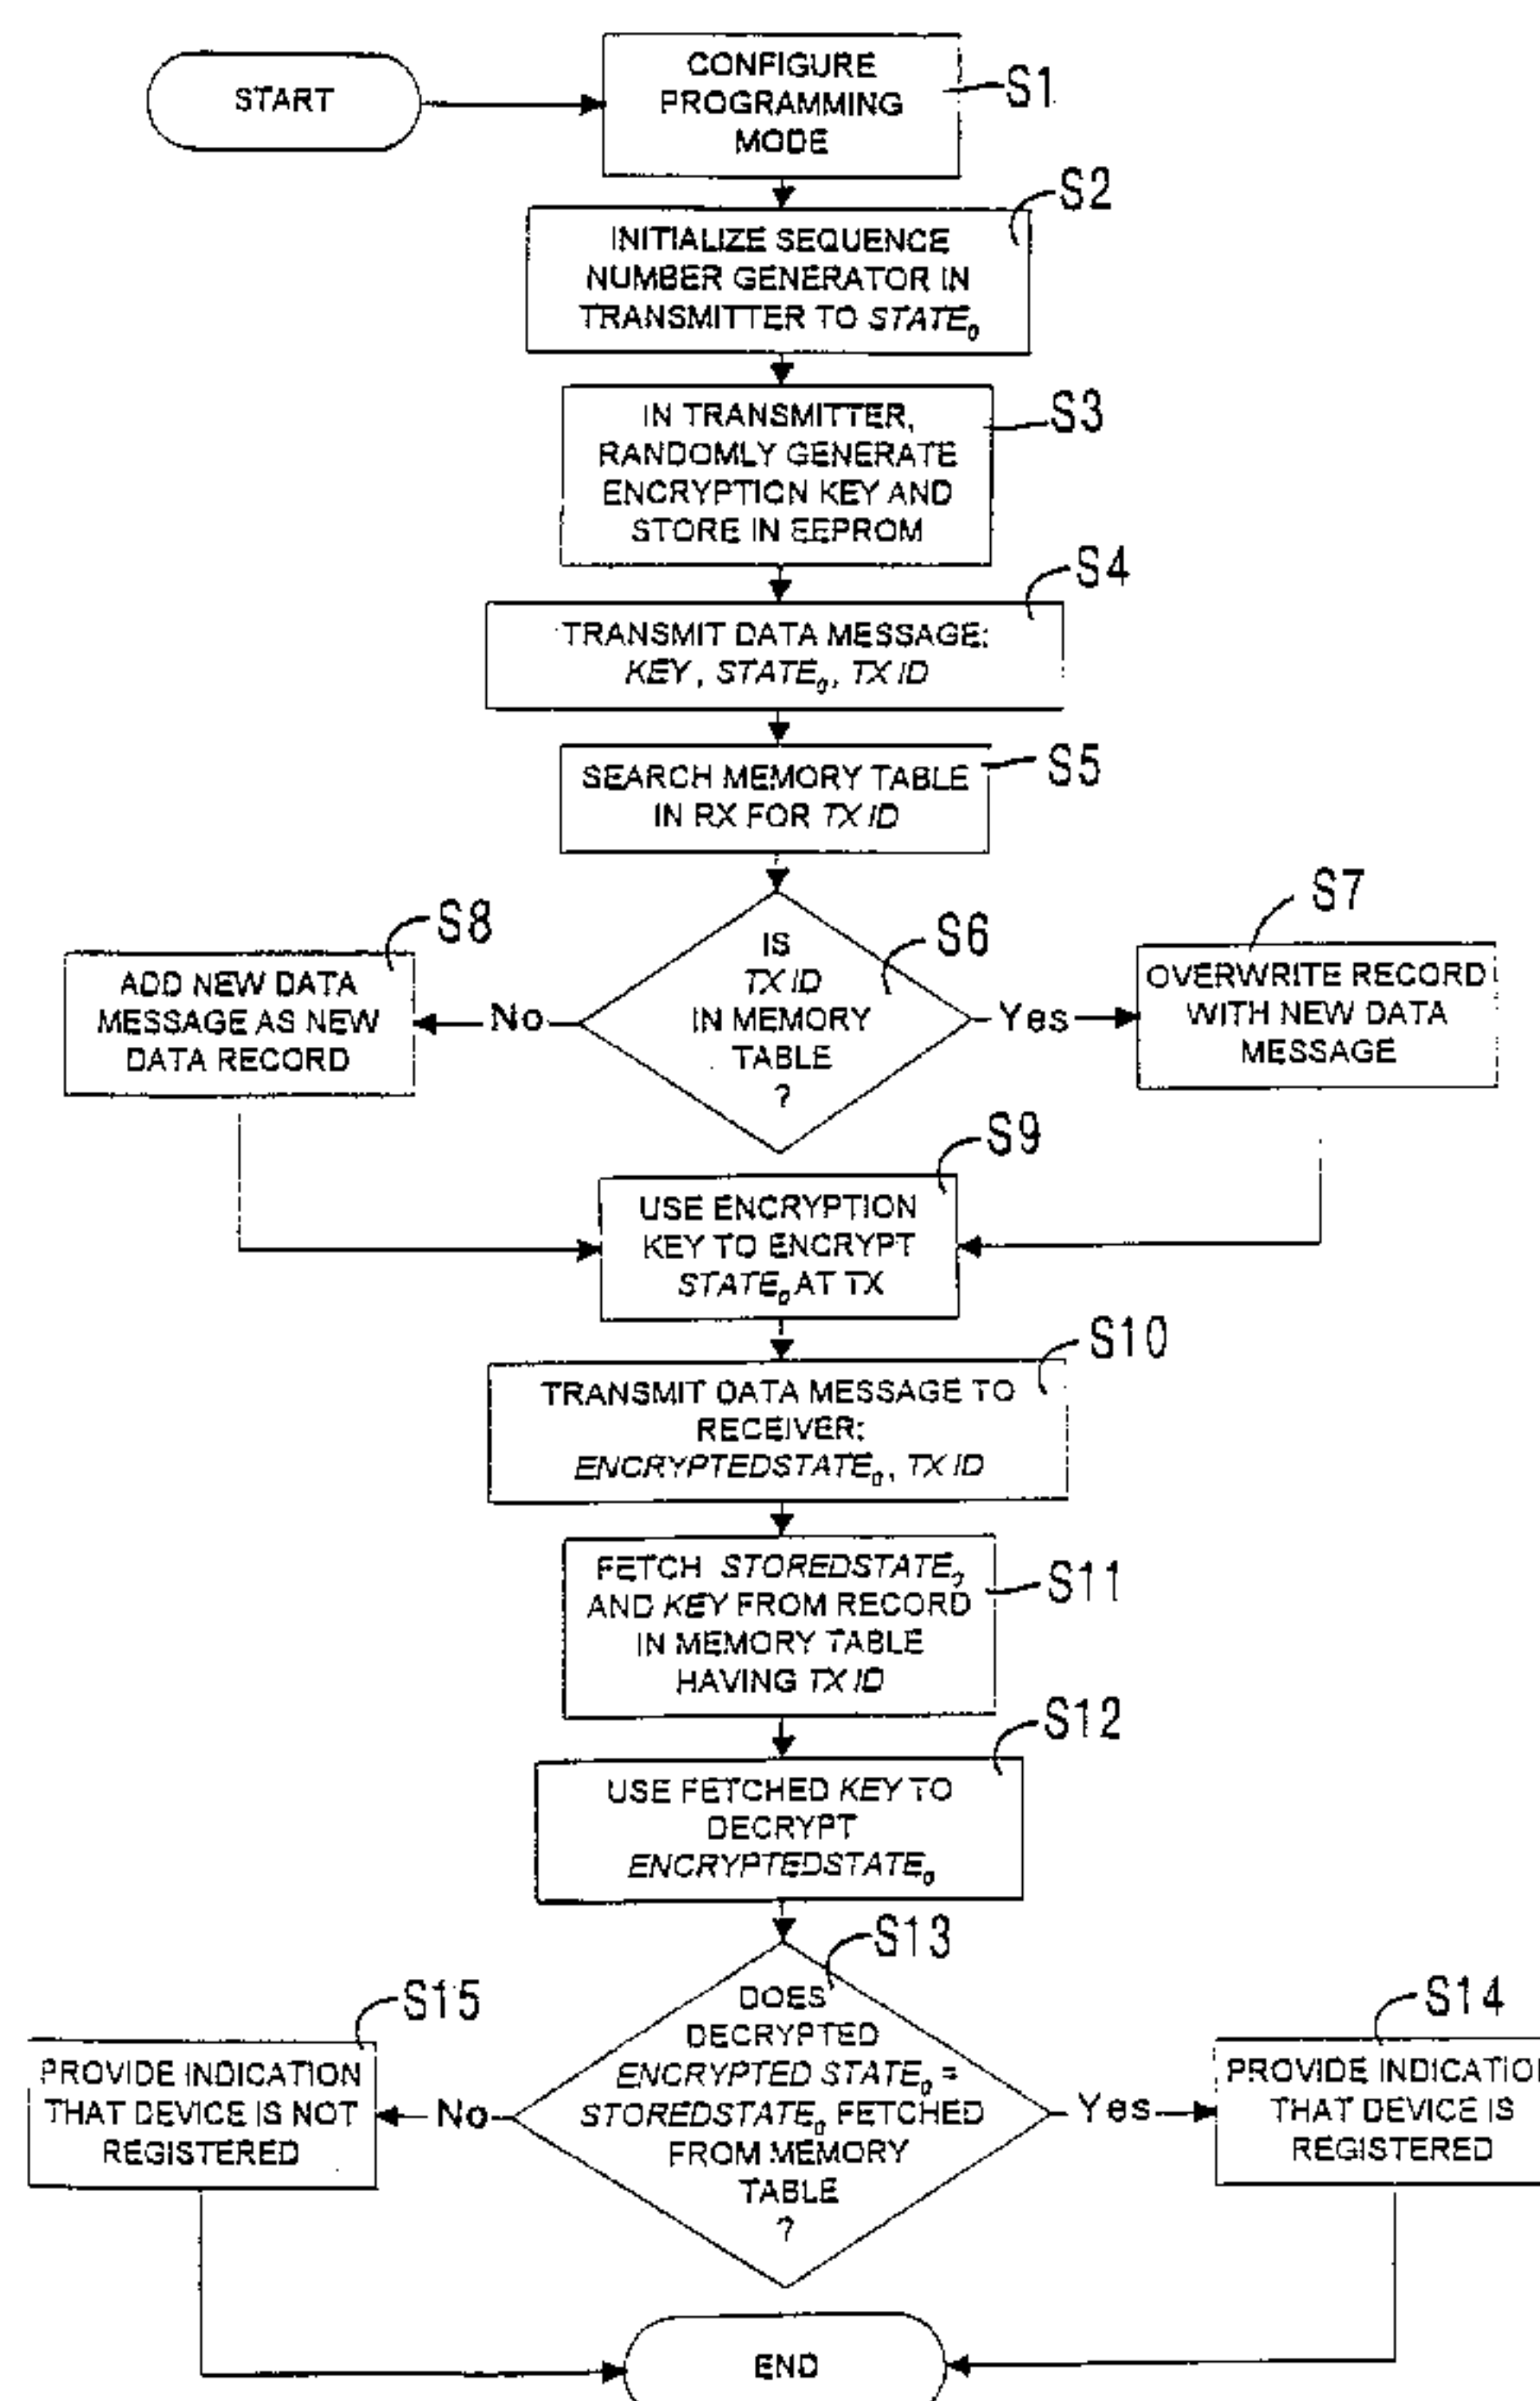 START
CONFIGURE
PROGRAMMING
MODE
S1
S2
INITIALIZE SEQUENCE
NUMBER GENERATOR IN
TRANSMITTER TO STATE₀
S3
IN TRANSMITTER,
RANDOMLY GENERATE
ENCRYPTION KEY AND
STORE IN EEPROM
S4
TRANSMIT DATA MESSAGE:
KEY, STATE₀, TX ID
S5
SEARCH MEMORY TABLE
IN RX FOR TX ID
S6
IS
TX ID
IN MEMORY
TABLE
?
No
Yes
S8
ADD NEW DATA
MESSAGE AS NEW
DATA RECORD
S7
OVERWRITE RECORD
WITH NEW DATA
MESSAGE
S9
USE ENCRYPTION
KEY TO ENCRYPT
STATE₀ AT TX
S10
TRANSMIT DATA MESSAGE TO
RECEIVER:
ENCRYPTEDSTATE₀, TX ID
S11
FETCH STOREDSTATE₀
AND KEY FROM RECORD
IN MEMORY TABLE
HAVING TX ID
S12
USE FETCHED KEY TO
DECRYPT
ENCRYPTEDSTATE₀
S13
DOES
DECRYPTED
ENCRYPTED STATE₀ =
STOREDSTATE₀ FETCHED
FROM MEMORY
TABLE
?
No
Yes
S15
PROVIDE INDICATION
THAT DEVICE IS NOT
REGISTERED
S14
PROVIDE INDICATION
THAT DEVICE IS
REGISTERED
END